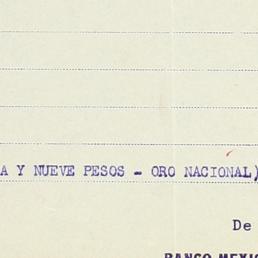 A Y NUEVE PESOS - ORO NACIONAL)
De
BANCO MEXIC